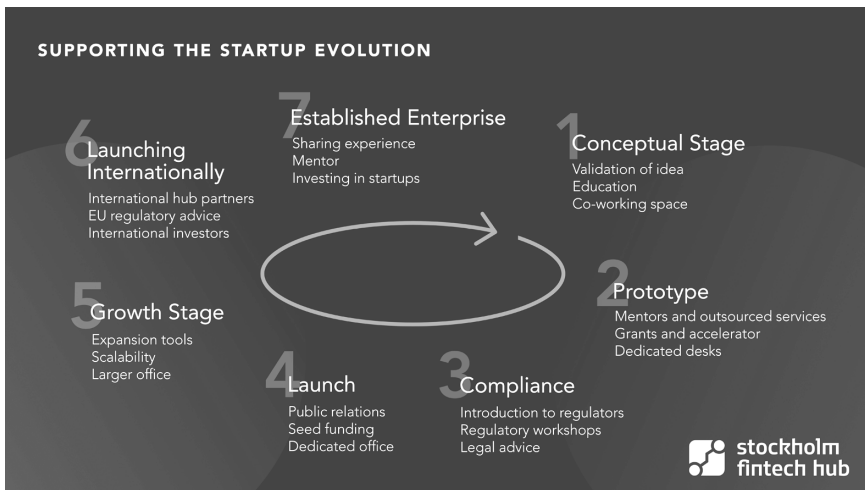 SUPPORTING THE STARTUP EVOLUTION
1
Conceptual Stage
Validation of idea
Education
Co-working space
2
Prototype
Mentors and outsourced services
Grants and accelerator
Dedicated desks
3
Compliance
Introduction to regulators
Regulatory workshops
Legal advice
4
Launch
Public relations
Seed funding
Dedicated office
5
Growth Stage
Expansion tools
Scalability
Larger office
6
Launching
Internationally
International hub partners
EU regulatory advice
International investors
7
Established Enterprise
Sharing experience
Mentor
Investing in startups
stockholm
fintech hub